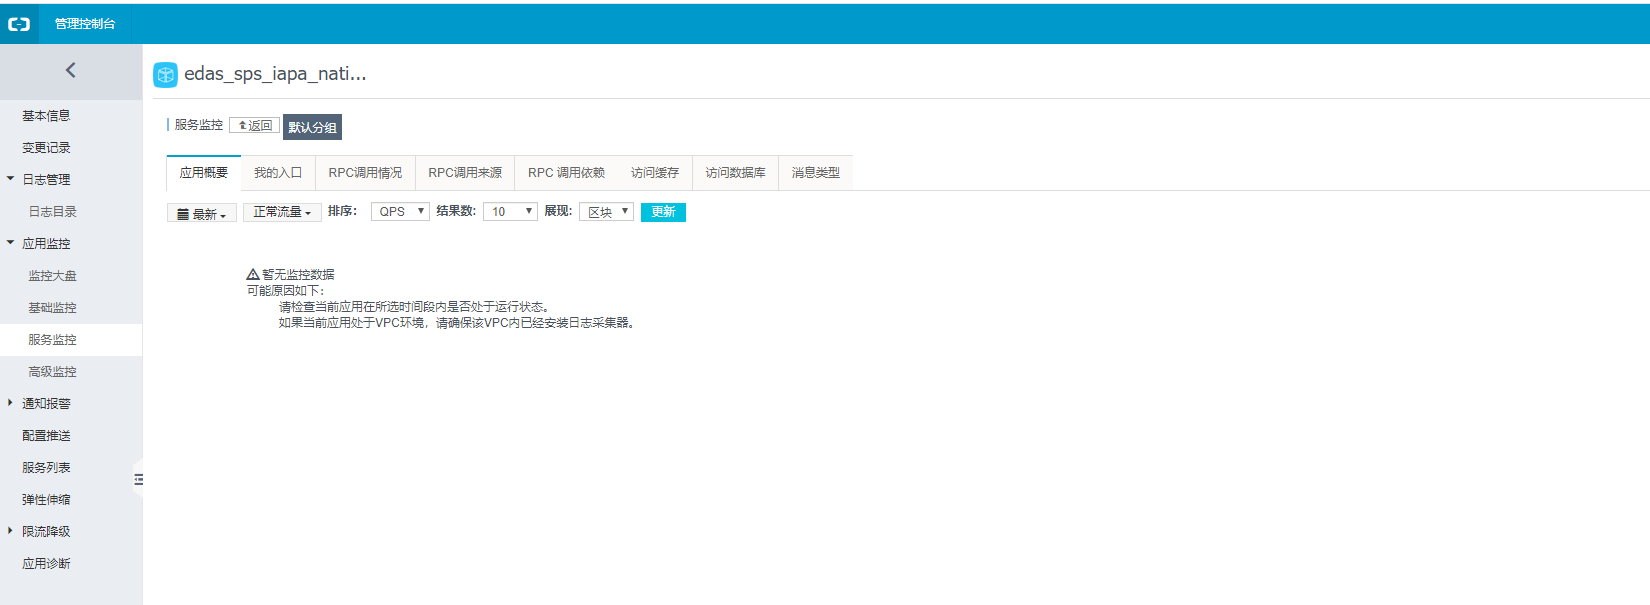 管理控制台
edas_sps_iapa_nati...
基本信息
变更记录
日志管理
日志目录
应用监控
监控大盘
基础监控
服务监控
高级监控
通知报警
配置推送
服务列表
弹性伸缩
限流降级
应用诊断
服务监控 返回 默认分组
应用概要 我的入口 RPC调用情况 RPC调用来源 RPC 调用依赖 访问缓存 访问数据库 消息类型
最新 正常流量 排序: QPS 结果数: 10 展现: 区块 更新
暂无监控数据
可能原因如下:
请检查当前应用在所选时间段内是否处于运行状态。
如果当前应用处于VPC环境，请确保该VPC内已经安装日志采集器。